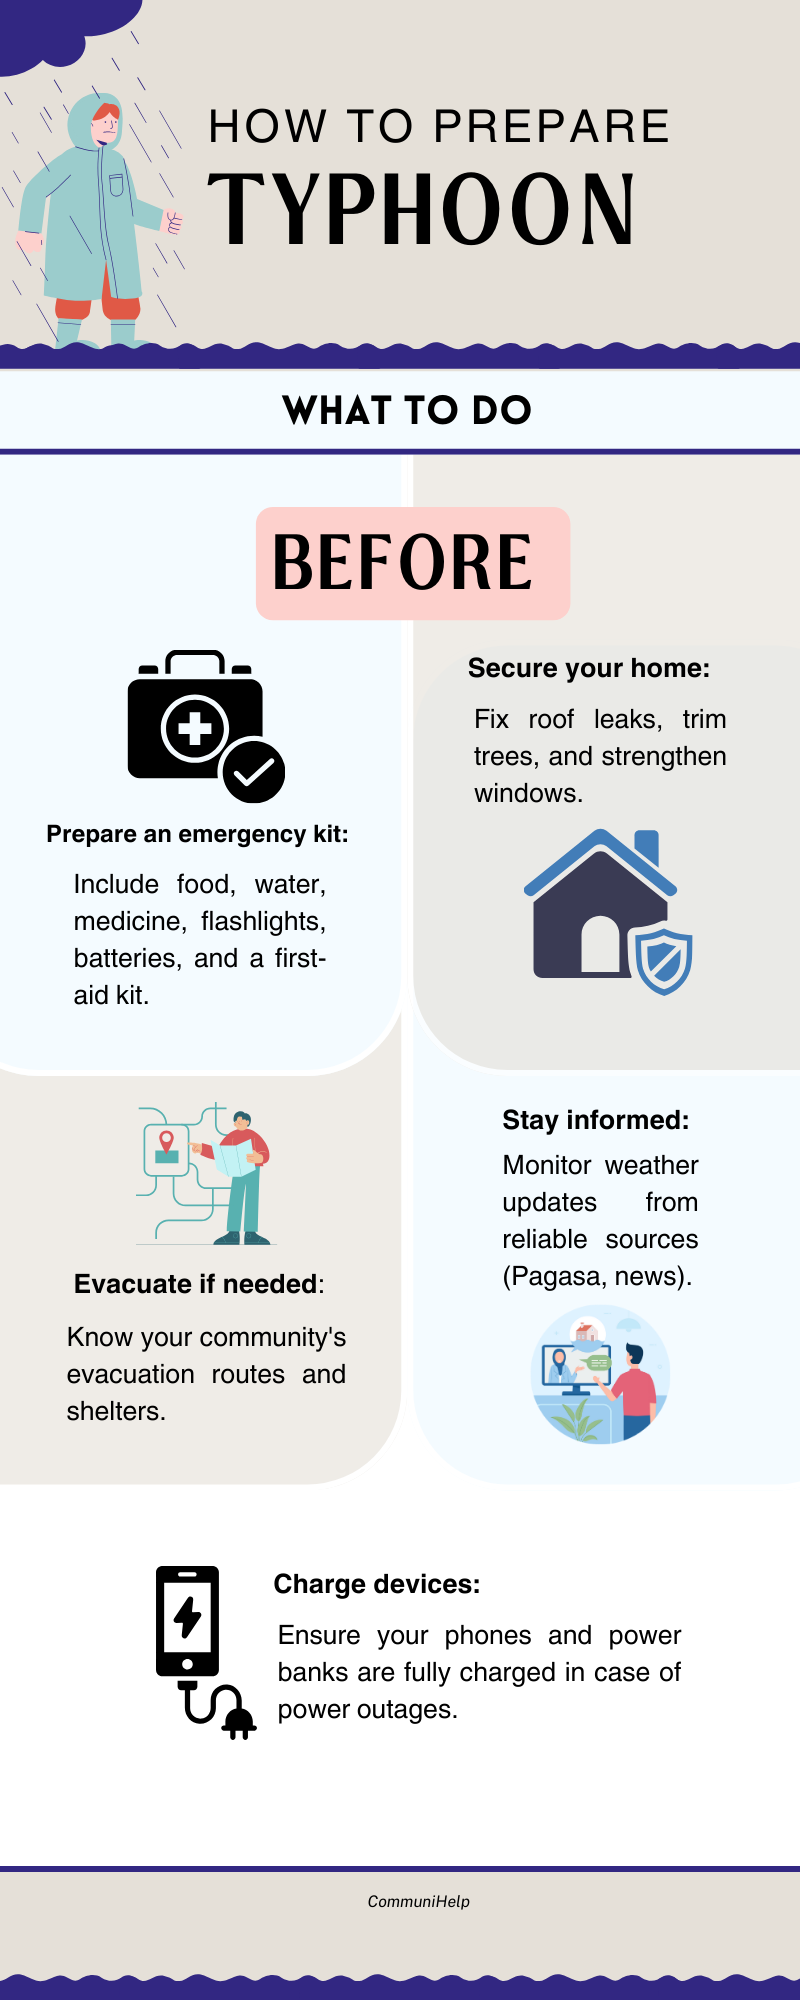 HOW TO PREPARE
TYPHOON
WHAT TO DO
BEFORE
Prepare an emergency kit:
Include food, water,
medicine, flashlights,
batteries, and a first-
aid kit.
Secure your home:
Fix roof leaks, trim
trees, and strengthen
windows.
Evacuate if needed:
Know your community's
evacuation routes and
shelters.
Stay informed:
Monitor weather
updates from
reliable sources
(Pagasa, news).
Charge devices:
Ensure your phones and power
banks are fully charged in case of
power outages.
CommuniHelp